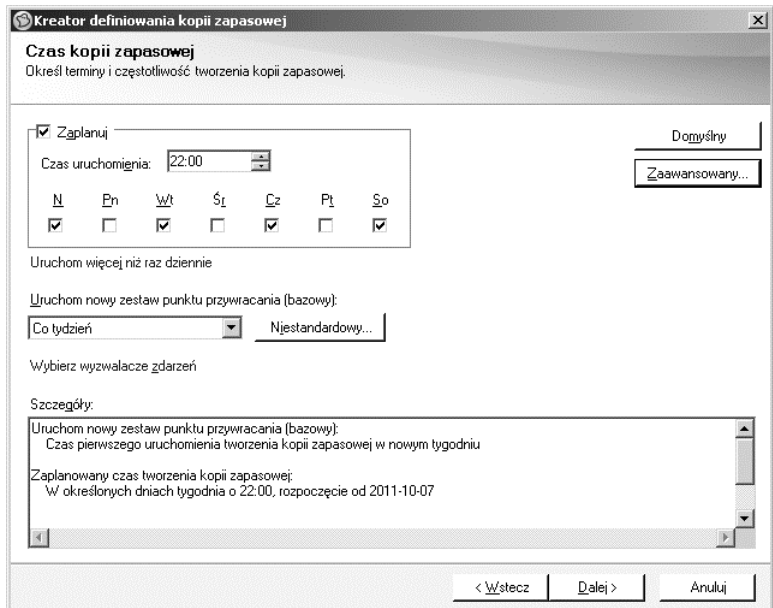 Kreator definiowania kopii zapasowej
Czas kopii zapasowej
Określ terminy i częstotliwość tworzenia kopii zapasowej.
Zaplanuj
Domyślny
Czas uruchomienia: 22:00
Zaawansowany...
N Pn Wt Śr Cz Pt So
Uruchom więcej niż raz dziennie
Uruchom nowy zestaw punktu przywracania (bazowy):
Co tydzień Niestandardowy...
Wybierz wyzwalacze zdarzeń
Szczegóły:
Uruchom nowy zestaw punktu przywracania (bazowy):
Czas pierwszego uruchomienia tworzenia kopii zapasowej w nowym tygodniu
Zaplanowany czas tworzenia kopii zapasowej:
W określonych dniach tygodnia o 22:00, rozpoczęcie od 2011-10-07
< Wstecz Dalej > Anuluj